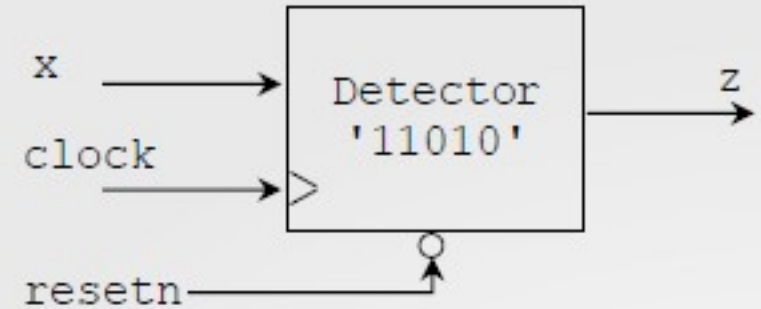 x
Detector
'11010'
z
clock
resetn